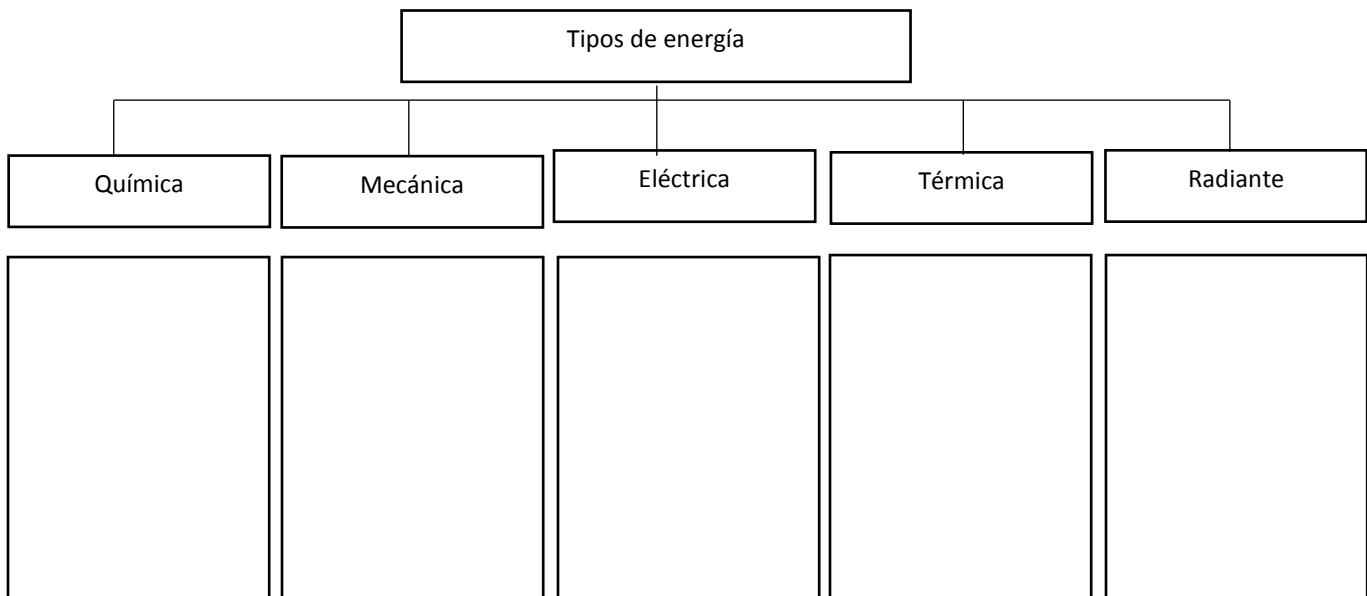 Tipos de energía
Química
Mecánica
Eléctrica
Térmica
Radiante